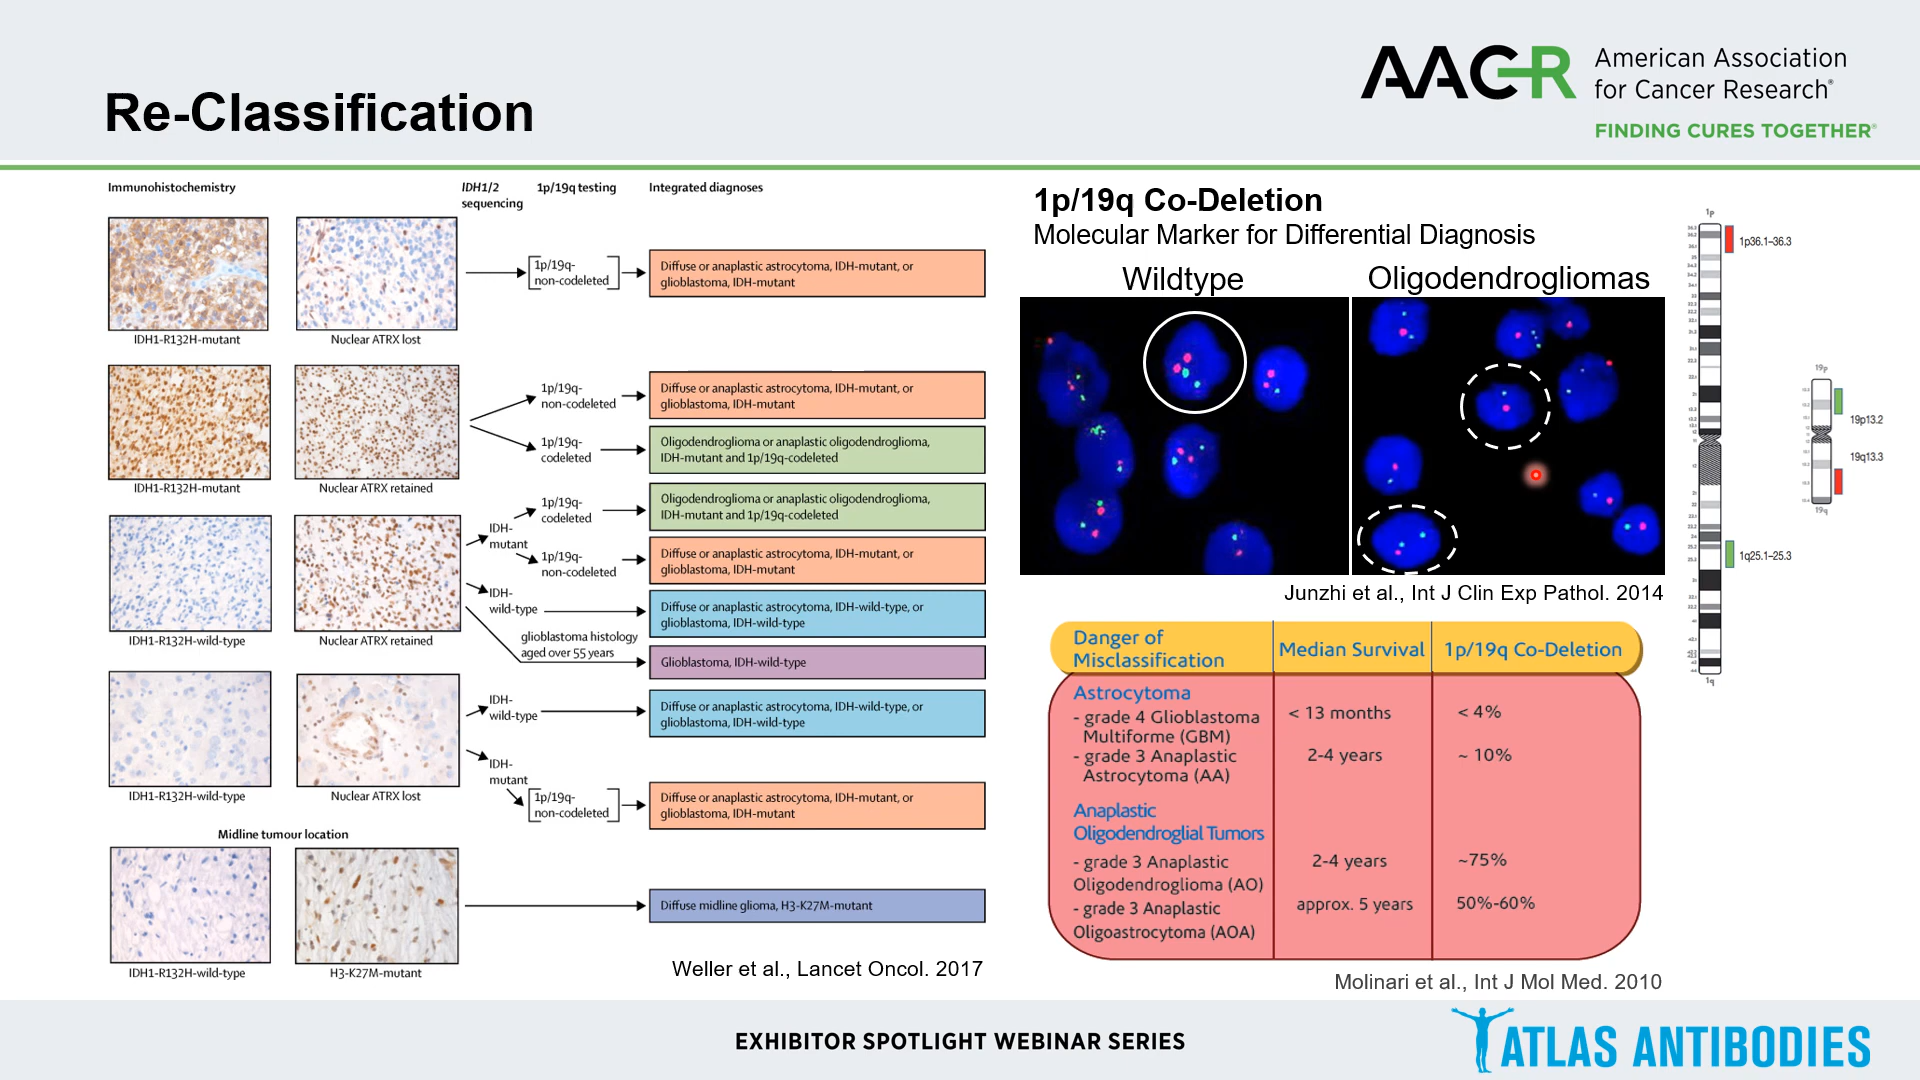 Re-Classification
AACR
American Association
for Cancer Research®
FINDING CURES TOGETHER®
Immunohistochemistry
IDH1/2
sequencing
1p/19q testing
Integrated diagnoses
IDH1-R132H-mutant
Nuclear ATRX lost
1p/19q-
non-codeleted
Diffuse or anaplastic astrocytoma, IDH-mutant, or
glioblastoma, IDH-mutant
IDH1-R132H-mutant
Nuclear ATRX retained
1p/19q-
non-codeleted
Diffuse or anaplastic astrocytoma, IDH-mutant, or
glioblastoma, IDH-mutant
1p/19q-
codeleted
Oligodendroglioma or anaplastic oligodendroglioma,
IDH-mutant and 1p/19q-codeleted
IDH1-R132H-wild-type
Nuclear ATRX retained
IDH-
mutant
1p/19q-
codeleted
Oligodendroglioma or anaplastic oligodendroglioma,
IDH-mutant and 1p/19q-codeleted
1p/19q-
non-codeleted
Diffuse or anaplastic astrocytoma, IDH-mutant, or
glioblastoma, IDH-mutant
IDH-
wild-type
Diffuse or anaplastic astrocytoma, IDH-wild-type, or
glioblastoma, IDH-wild-type
glioblastoma histology
aged over 55 years
Glioblastoma, IDH-wild-type
IDH1-R132H-wild-type
Nuclear ATRX lost
IDH-
wild-type
Diffuse or anaplastic astrocytoma, IDH-wild-type, or
glioblastoma, IDH-wild-type
IDH-
mutant
1p/19q-
non-codeleted
Diffuse or anaplastic astrocytoma, IDH-mutant, or
glioblastoma, IDH-mutant
Midline tumour location
IDH1-R132H-wild-type
H3-K27M-mutant
Diffuse midline glioma, H3-K27M-mutant
Weller et al., Lancet Oncol. 2017
1p/19q Co-Deletion
Molecular Marker for Differential Diagnosis
Wildtype
Oligodendrogliomas
Junzhi et al., Int J Clin Exp Pathol. 2014
1p
1p36.1–36.3
1q25.1–25.3
1q
19p
19p13.2
19q13.3
19q
Danger of
Misclassification
Median Survival
1p/19q Co-Deletion
Astrocytoma
- grade 4 Glioblastoma
Multiforme (GBM)
< 13 months
< 4%
- grade 3 Anaplastic
Astrocytoma (AA)
2-4 years
~ 10%
Anaplastic
Oligodendroglial Tumors
- grade 3 Anaplastic
Oligodendroglioma (AO)
2-4 years
~75%
- grade 3 Anaplastic
Oligoastrocytoma (AOA)
approx. 5 years
50%-60%
Molinari et al., Int J Mol Med. 2010
EXHIBITOR SPOTLIGHT WEBINAR SERIES
ATLAS ANTIBODIES